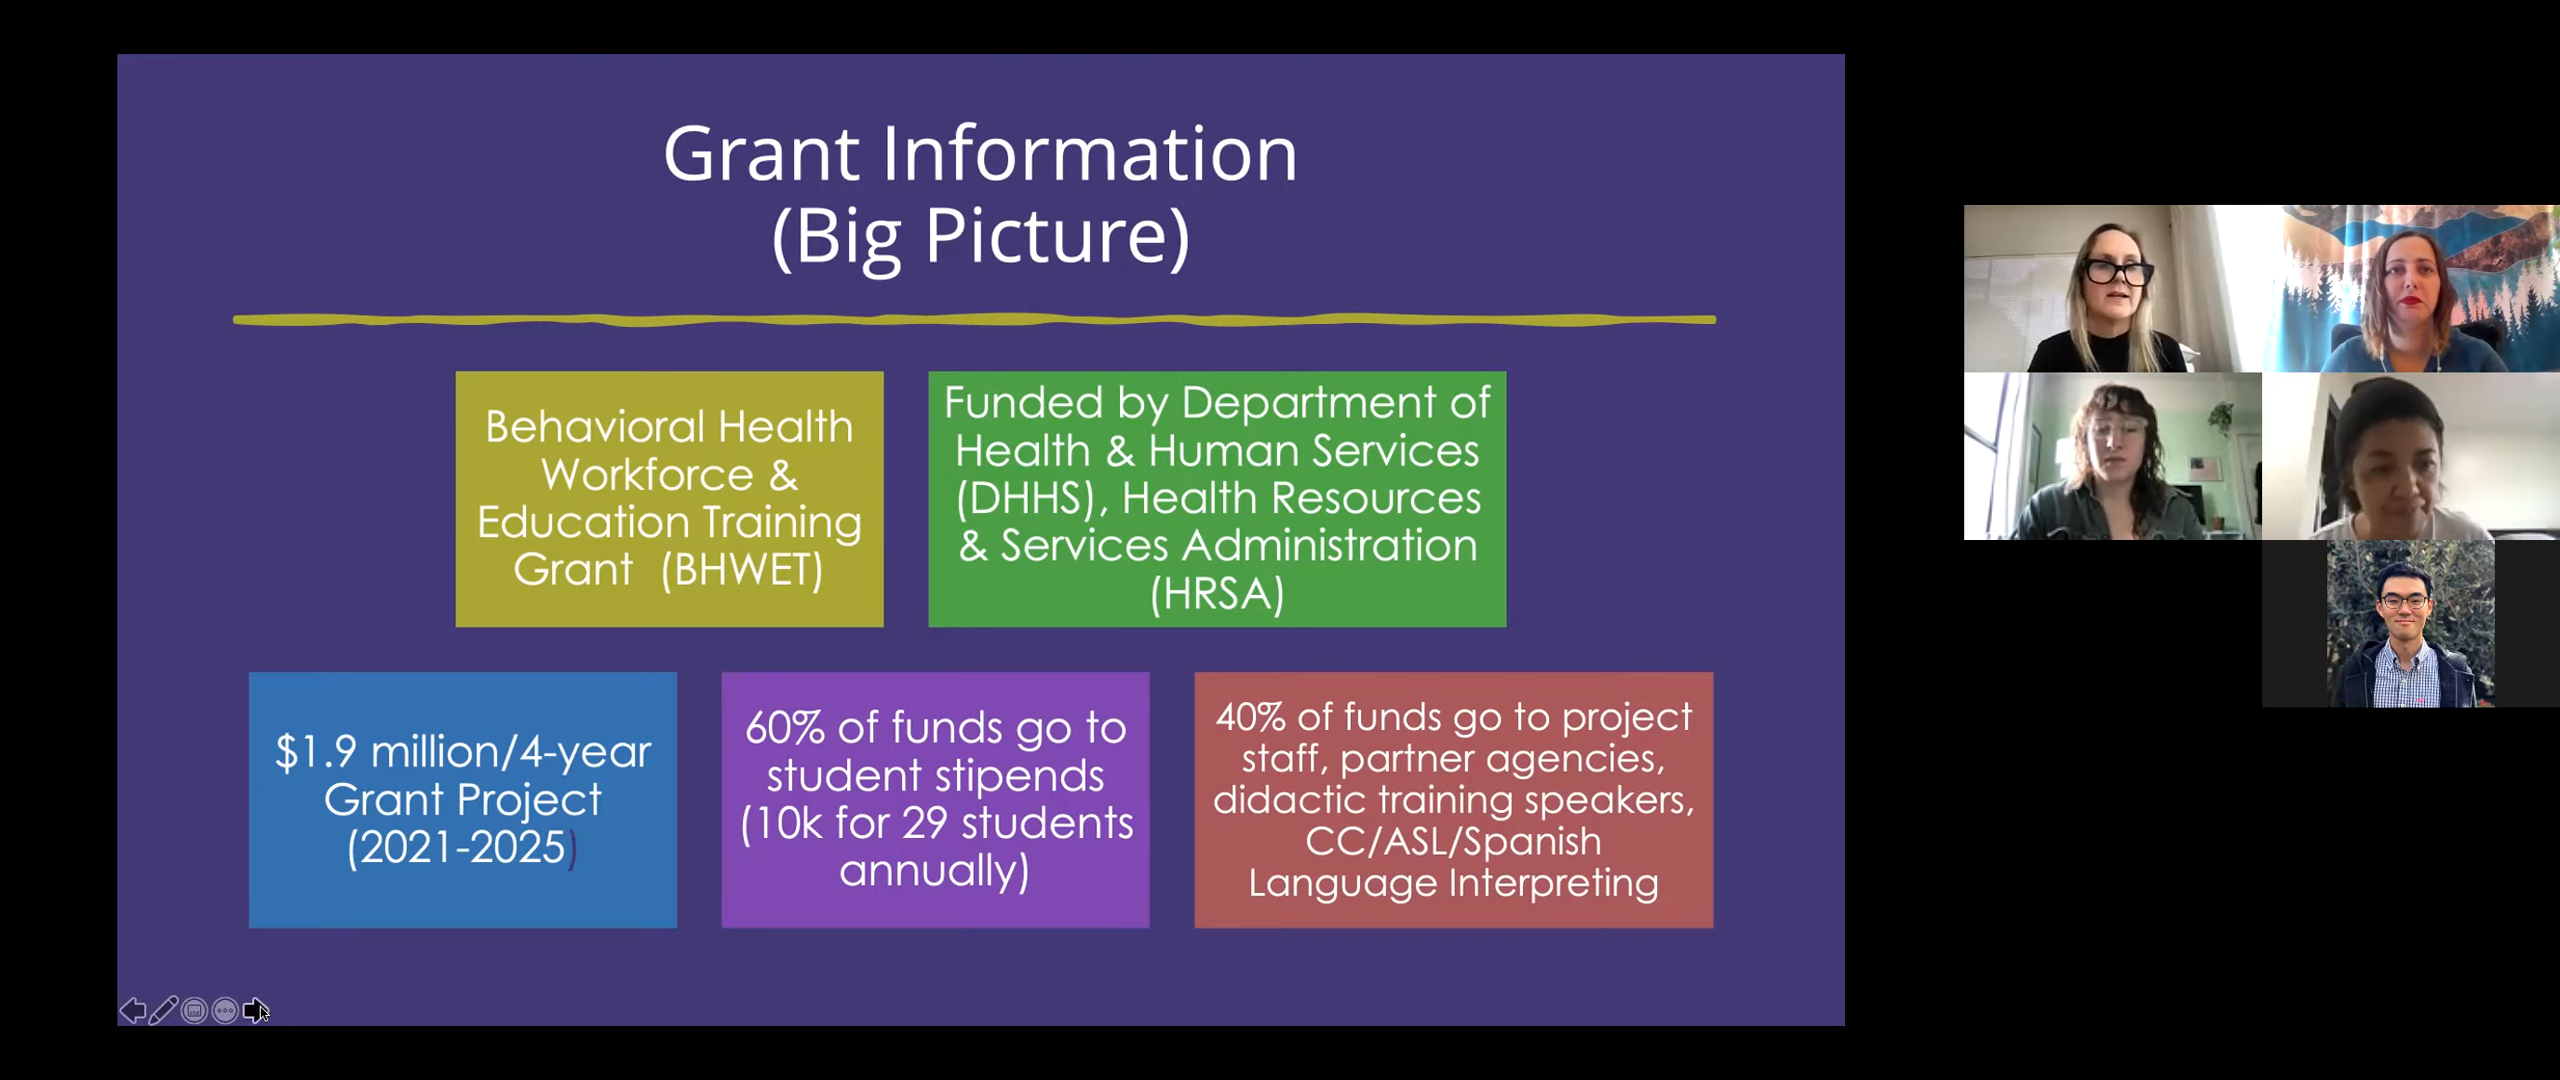 Grant Information
(Big Picture)
Behavioral Health
Workforce &
Education Training
Grant  (BHWET)
Funded by Department of
Health & Human Services
(DHHS), Health Resources
& Services Administration
(HRSA)
$1.9 million/4-year
Grant Project
(2021-2025)
60% of funds go to
student stipends
(10k for 29 students
annually)
40% of funds go to project
staff, partner agencies,
didactic training speakers,
CC/ASL/Spanish
Language Interpreting